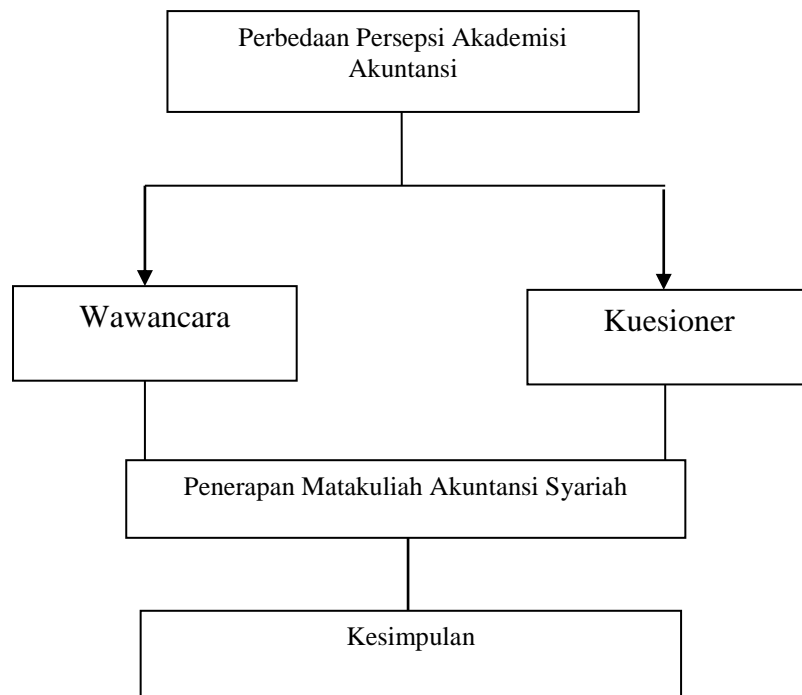 Perbedaan Persepsi Akademisi
Akuntansi
Wawancara
Kuesioner
Penerapan Matakuliah Akuntansi Syariah
Kesimpulan